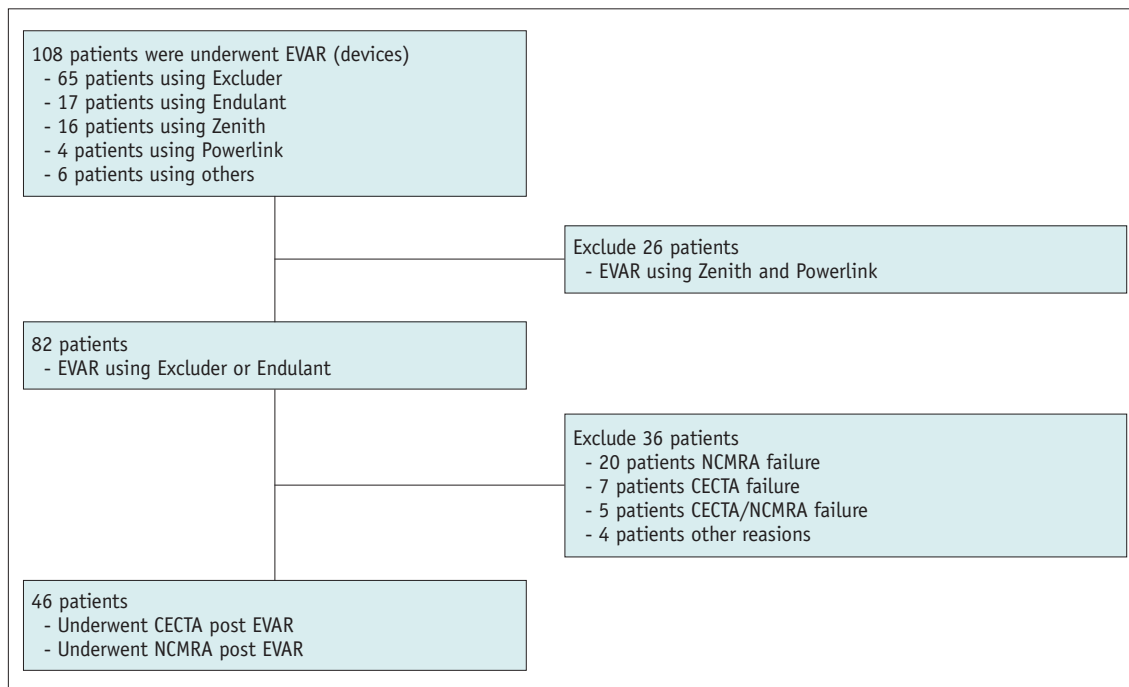 108 patients were underwent EVAR (devices)
- 65 patients using Excluder
- 17 patients using Endulant
- 16 patients using Zenith
- 4 patients using Powerlink
- 6 patients using others
Exclude 26 patients
- EVAR using Zenith and Powerlink
82 patients
- EVAR using Excluder or Endulant
Exclude 36 patients
- 20 patients NCMRA failure
- 7 patients CECTA failure
- 5 patients CECTA/NCMRA failure
- 4 patients other reasons
46 patients
- Underwent CECTA post EVAR
- Underwent NCMRA post EVAR